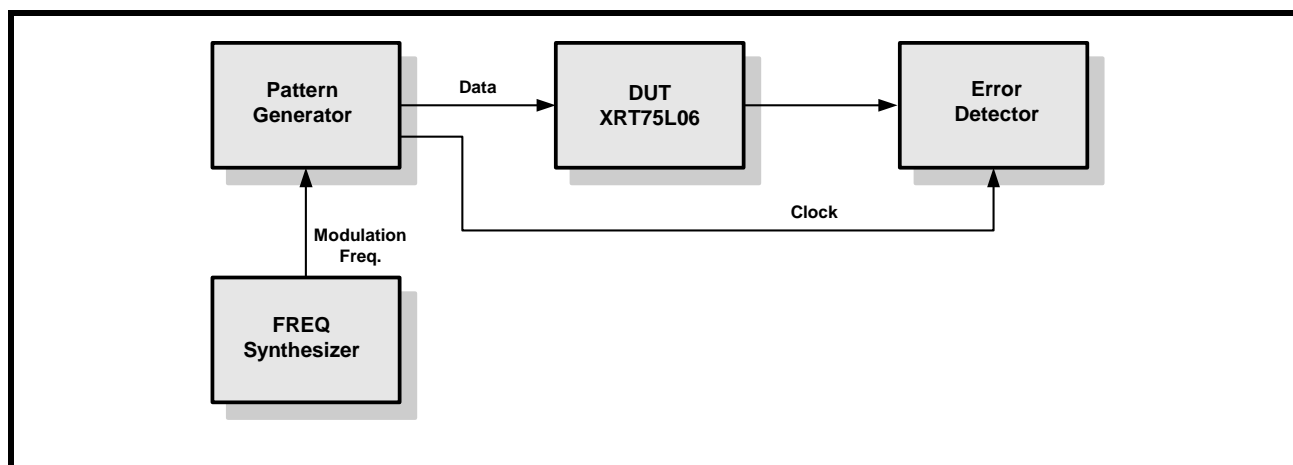 Pattern
Generator
Data
DUT
XRT75L06
Error
Detector
Clock
Modulation
Freq.
FREQ
Synthesizer